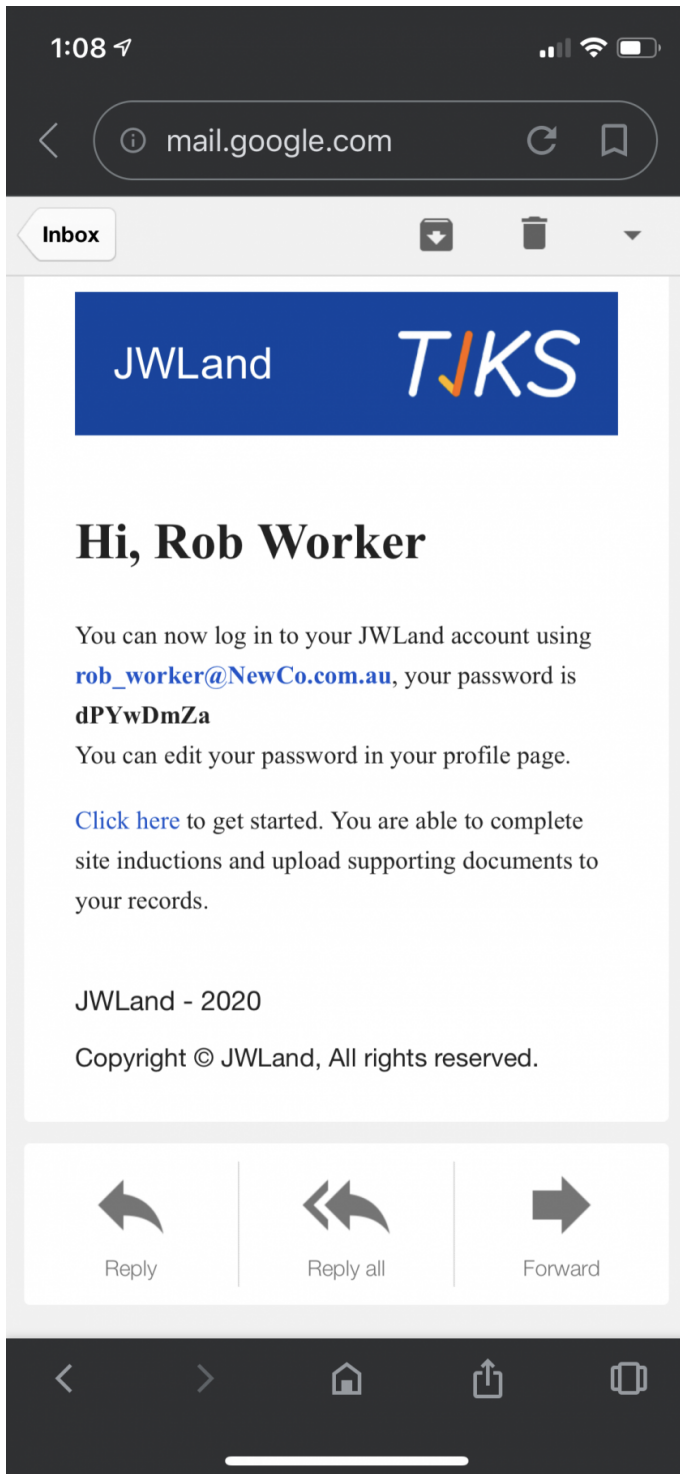 1:08
mail.google.com
Inbox
JWLand TIKS
Hi, Rob Worker
You can now log in to your JWLand account using
rob_worker@NewCo.com.au, your password is
dPYwDmZa
You can edit your password in your profile page.
Click here to get started. You are able to complete
site inductions and upload supporting documents to
your records.
JWLand - 2020
Copyright © JWLand, All rights reserved.
Reply Reply all Forward